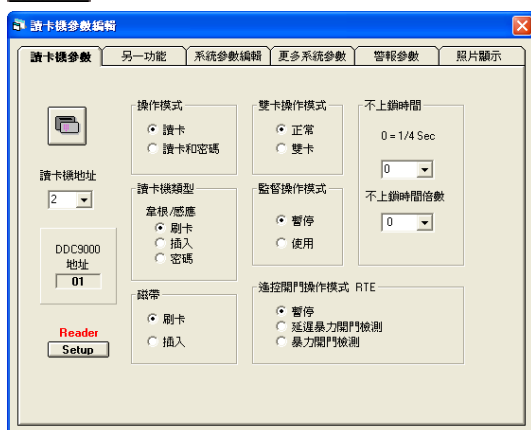 讀卡機參數編輯
讀卡機參數
另一功能
系統參數編輯
更多系統參數
警報參數
照片顯示
讀卡機地址
2
DDC9000
地址
01
Reader
Setup
操作模式
讀卡
讀卡和密碼
讀卡機類型
韋根/感應
刷卡
插入
密碼
磁帶
刷卡
插入
雙卡操作模式
正常
雙卡
監督操作模式
暫停
使用
遙控開門操作模式 RTE
暫停
延遲暴力開門檢測
暴力開門檢測
不上鎖時間
0 = 1/4 Sec
0
不上鎖時間倍數
0